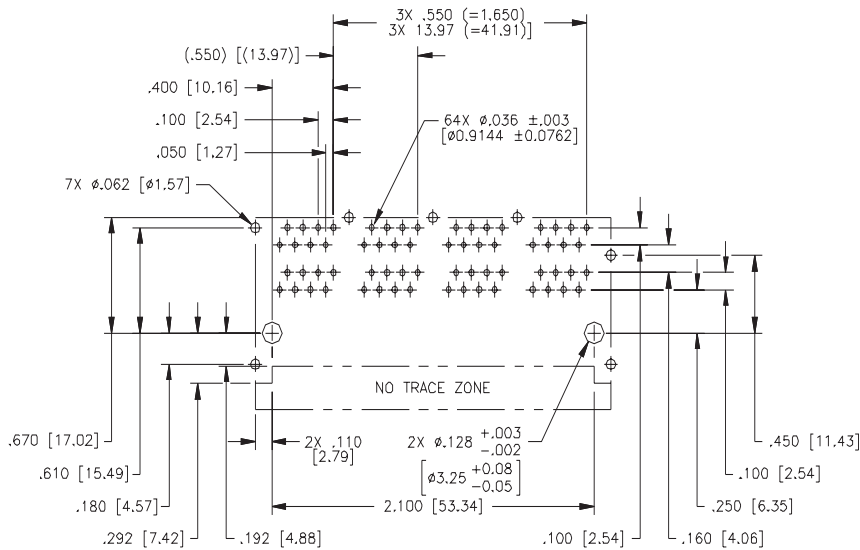 3X .550 (=1.650)
3X 13.97 (=41.91)]
(.550) [(13.97)]
.400 [10.16]
.100 [2.54]
64X ø.036 ±.003
[ø0.9144 ±0.0762]
.050 [1.27]
7X ø.062 [ø1.57]
NO TRACE ZONE
.670 [17.02]
2X .110
[2.79]
2X ø.128 +.003
-.002
[ø3.25 +0.08
-0.05]
.450 [11.43]
.610 [15.49]
.100 [2.54]
.180 [4.57]
2.100 [53.34]
.250 [6.35]
.292 [7.42]
.192 [4.88]
.100 [2.54]
.160 [4.06]